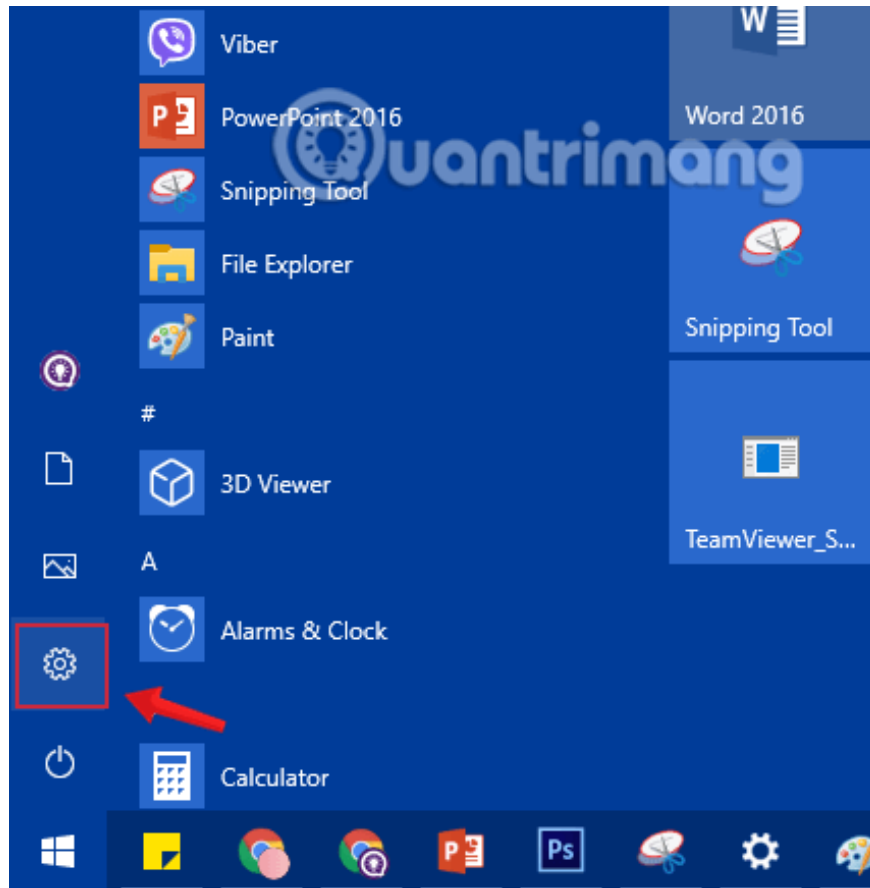 Viber
PowerPoint 2016
Snipping Tool
File Explorer
Paint
#
3D Viewer
A
Alarms & Clock
Calculator
Word 2016
Snipping Tool
TeamViewer_S...
Quantrimang
Ps